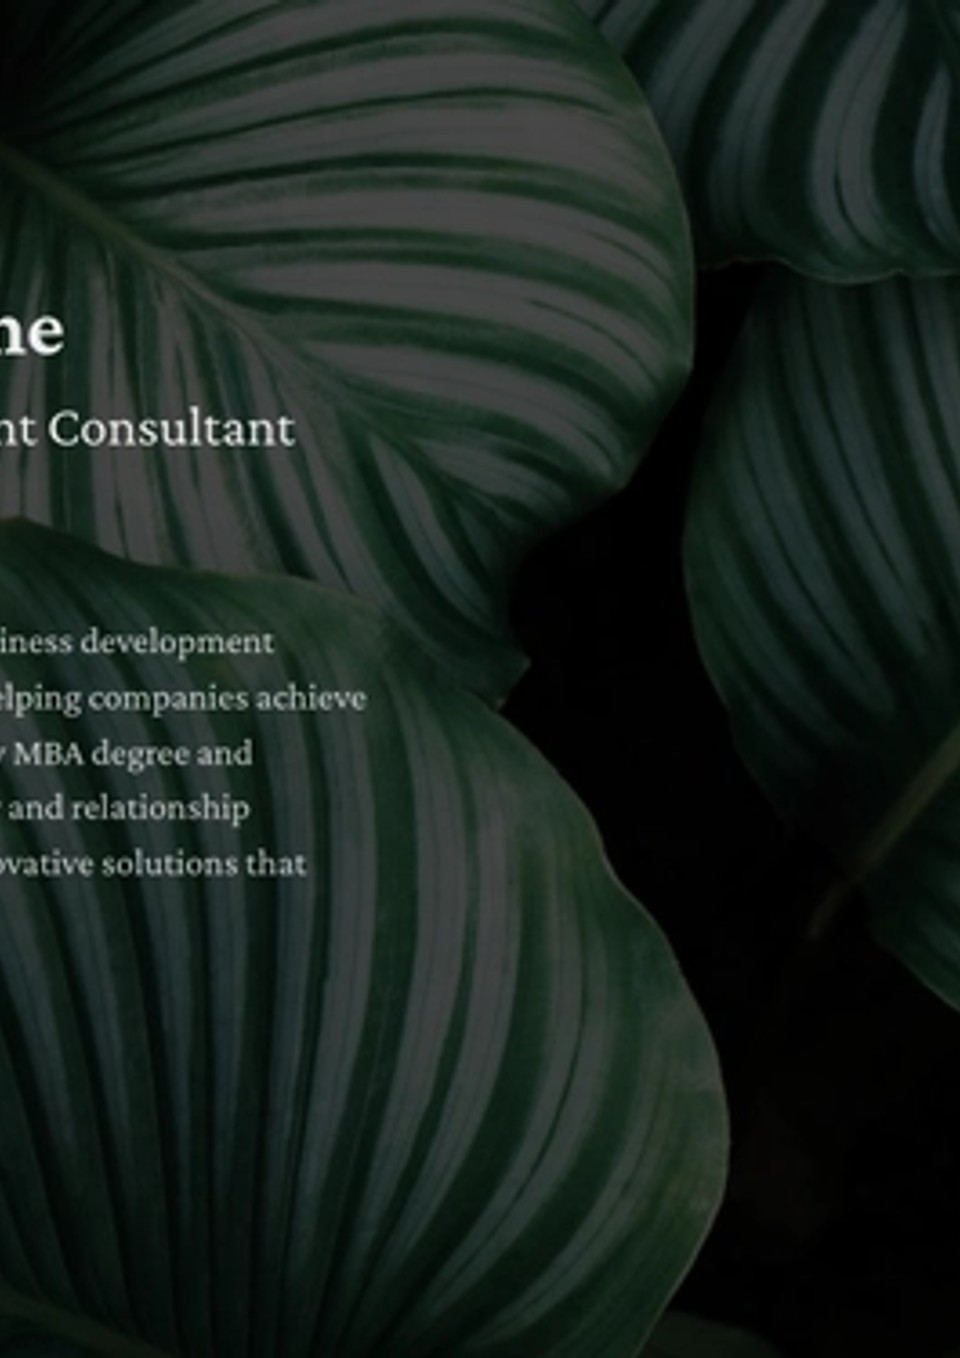 ne
nt Consultant
iness development
elping companies achieve
y MBA degree and
and relationship
ovative solutions that